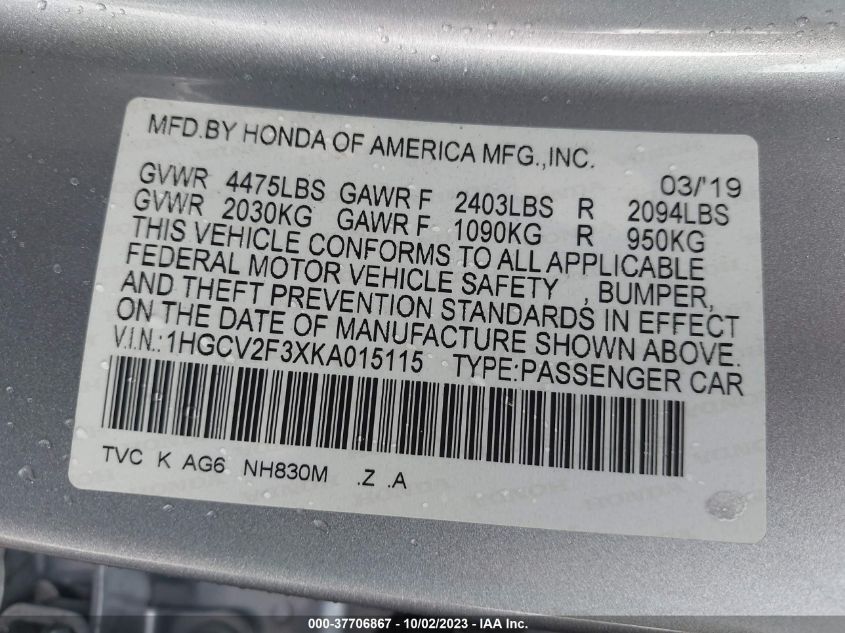 MFD.BY HONDA OF AMERICA MFG.,INC.
03/'19
GVWR 4475LBS GAWR F 2403LBS R 2094LBS
GVWR 2030KG GAWR F 1090KG R 950KG
THIS VEHICLE CONFORMS TO ALL APPLICABLE
FEDERAL MOTOR VEHICLE SAFETY , BUMPER,
AND THEFT PREVENTION STANDARDS IN EFFECT
ON THE DATE OF MANUFACTURE SHOWN ABOVE.
V.I.N.:1HGCV2F3XKA015115 TYPE:PASSENGER CAR
TVC K AG6 NH830M .Z .A
000-37706867 - 10/02/2023 - IAA Inc.